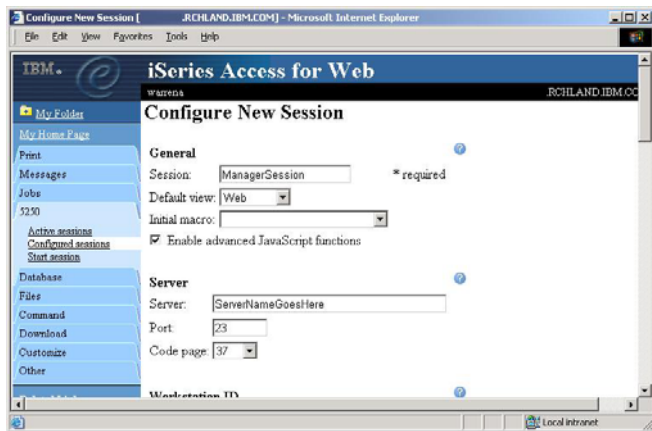 Configure New Session [ .RCHLAND.IBM.COM] - Microsoft Internet Explorer
File Edit View Favorites Tools Help
IBM.
iSeries Access for Web
warrena .RCHLAND.IBM.CO
My Folder
My Home Page
Print
Messages
Jobs
5250
Active sessions
Configured sessions
Start session
Database
Files
Command
Download
Customize
Other
Configure New Session
General
Session: ManagerSession * required
Default view: Web
Initial macro:
Enable advanced JavaScript functions
Server
Server: ServerNameGoesHere
Port: 23
Code page: 37
Workstation ID
Local intranet